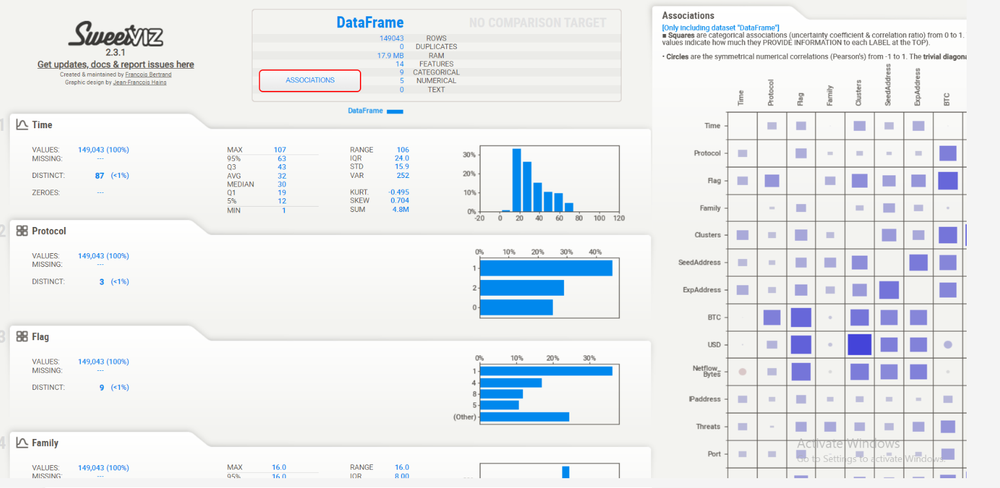 SweetVIZ
2.3.1
Get updates, docs & report issues here
Created & maintained by Francois Bertrand
Graphic design by Jean-Francois Hains
DataFrame NO COMPARISON TARGET
149043 ROWS
0 DUPLICATES
17.9 MB RAM
14 FEATURES
9 CATEGORICAL
5 NUMERICAL
0 TEXT
ASSOCIATIONS
DataFrame
1 Time
VALUES: 149,043 (100%)
MISSING: ---
DISTINCT: 87 (<1%)
ZEROES: ---
MAX 107
95% 63
Q3 43
AVG 32
MEDIAN 30
Q1 19
5% 12
MIN 1
RANGE 106
IQR 24.0
STD 15.9
VAR 252
KURT. -0.495
SKEW 0.704
SUM 4.8M
30%
20%
10%
0%
-20 0 20 40 60 80 100 120
2 Protocol
VALUES: 149,043 (100%)
MISSING: ---
DISTINCT: 3 (<1%)
0% 10% 20% 30% 40%
1
2
0
3 Flag
VALUES: 149,043 (100%)
MISSING: ---
DISTINCT: 9 (<1%)
0% 10% 20% 30%
1
4
8
5
(Other)
4 Family
VALUES: 149,043 (100%)
MISSING: ---
MAX 16.0
95% 16.0
RANGE 16.0
IQR 8.00
Associations
[Only including dataset "DataFrame"]
■ Squares are categorical associations (uncertainty coefficient & correlation ratio) from 0 to 1.
values indicate how much they PROVIDE INFORMATION to each LABEL at the TOP).
• Circles are the symmetrical numerical correlations (Pearson's) from -1 to 1. The trivial diagona
Time Protocol Flag Family Clusters SeedAddress ExpAddress BTC
Time
Protocol
Flag
Family
Clusters
SeedAddress
ExpAddress
BTC
USD
Netflow_
Bytes
IPaddress
Threats
Port
Activate Windows
Go to Settings to activate Windows.